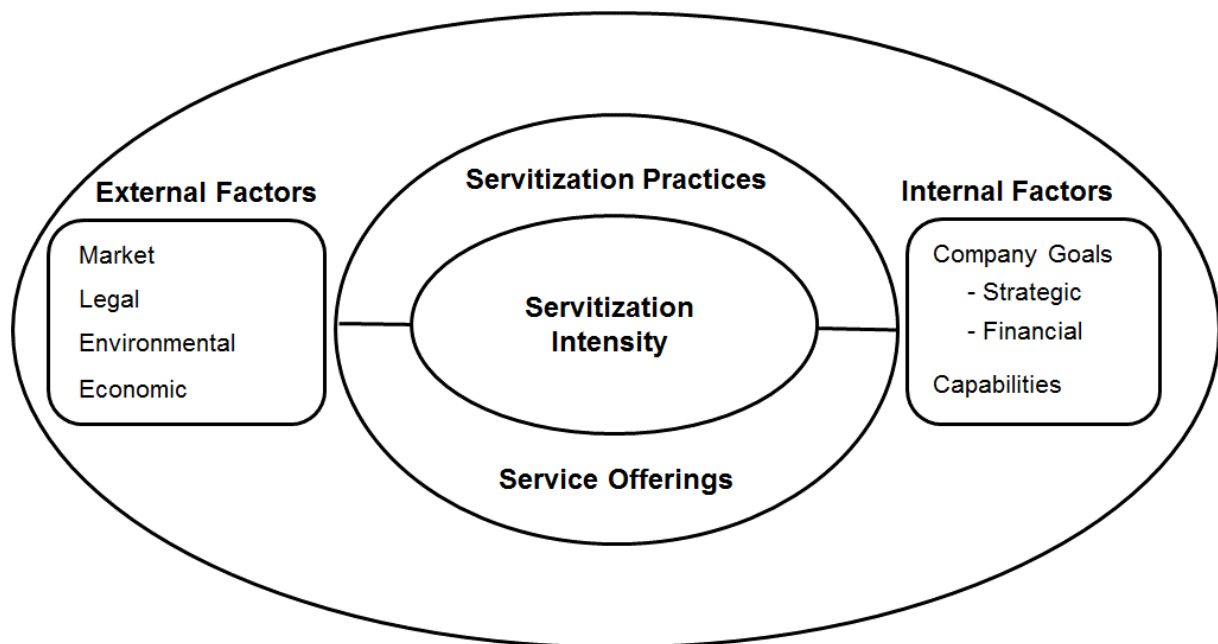 External Factors
Market
Legal
Environmental
Economic
Servitization Practices
Servitization
Intensity
Service Offerings
Internal Factors
Company Goals
- Strategic
- Financial
Capabilities